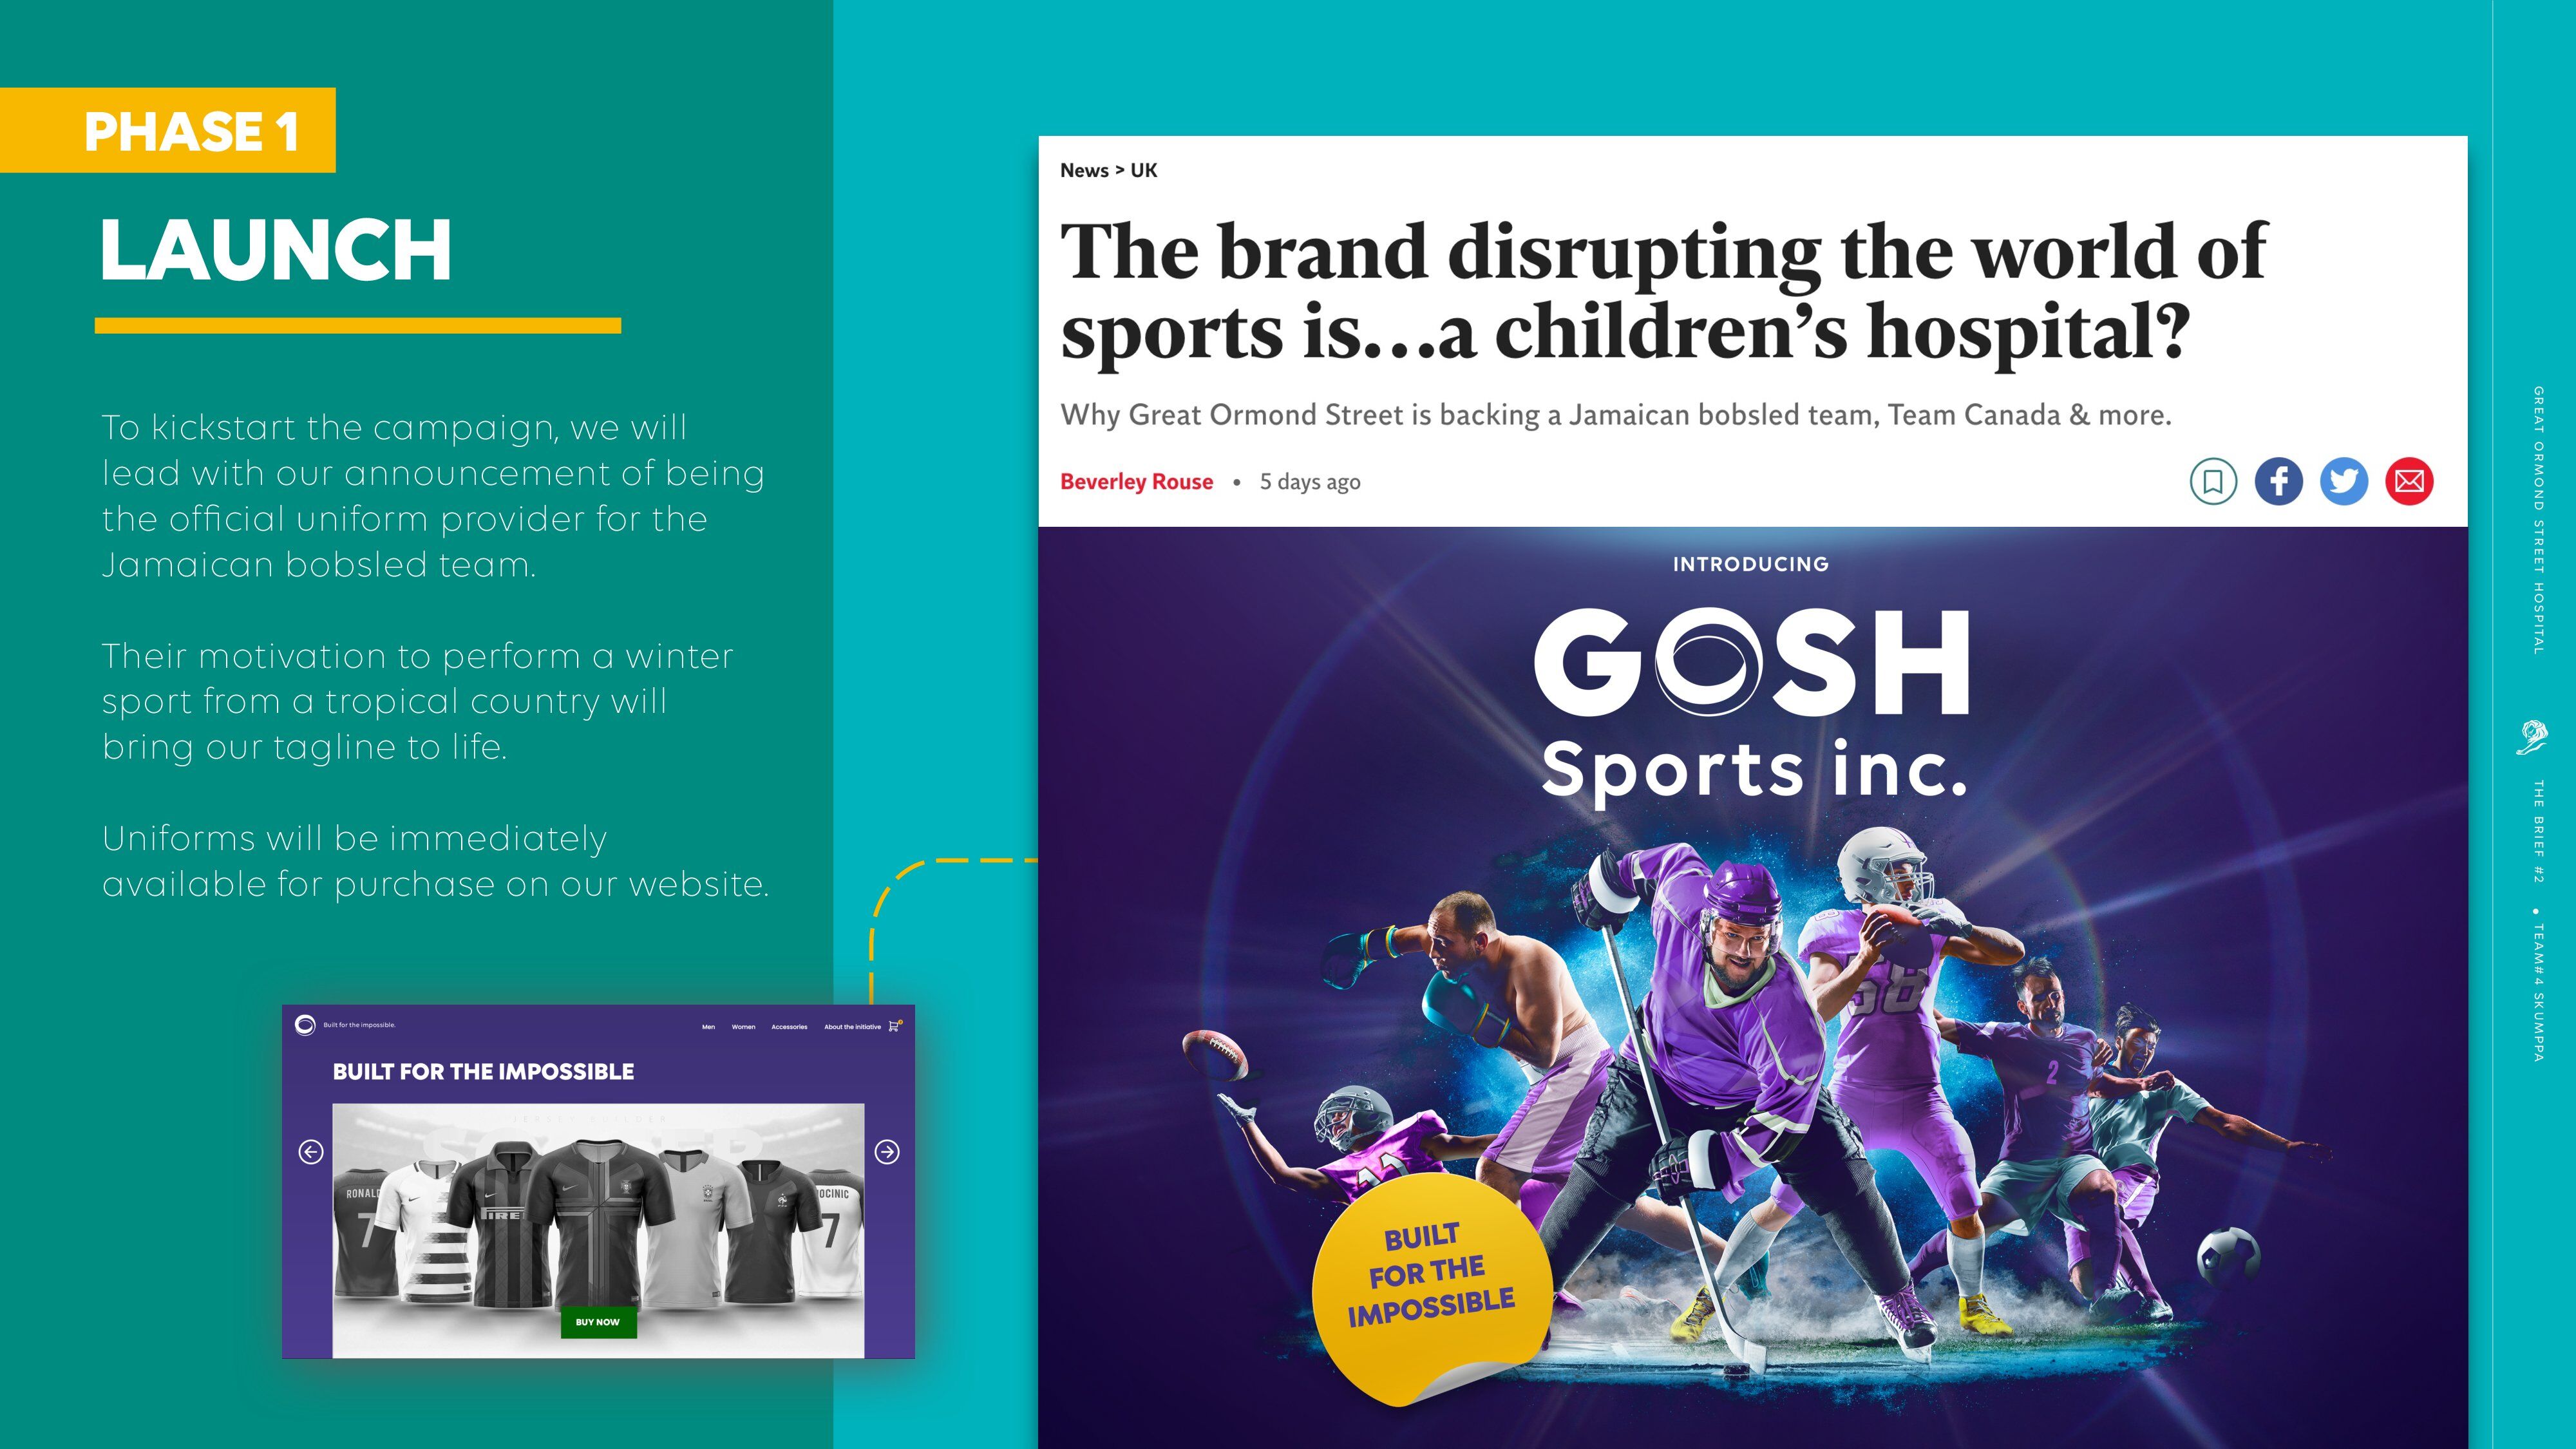 PHASE 1
LAUNCH
To kickstart the campaign, we will
lead with our announcement of being
the official uniform provider for the
Jamaican bobsled team.
Their motivation to perform a winter
sport from a tropical country will
bring our tagline to life.
Uniforms will be immediately
available for purchase on our website.
Built for the impossible.
Men Women Accessories About the initiative
BUILT FOR THE IMPOSSIBLE
RONALD
7
7
BUY NOW
News > UK
The brand disrupting the world of
sports is...a children's hospital?
Why Great Ormond Street is backing a Jamaican bobsled team, Team Canada & more.
Beverley Rouse • 5 days ago
INTRODUCING
GOSH
Sports inc.
58
2
BUILT
FOR THE
IMPOSSIBLE
GREAT ORMOND STREET HOSPITAL
THE BRIEF #2 • TEAM#4 SKUMPPA